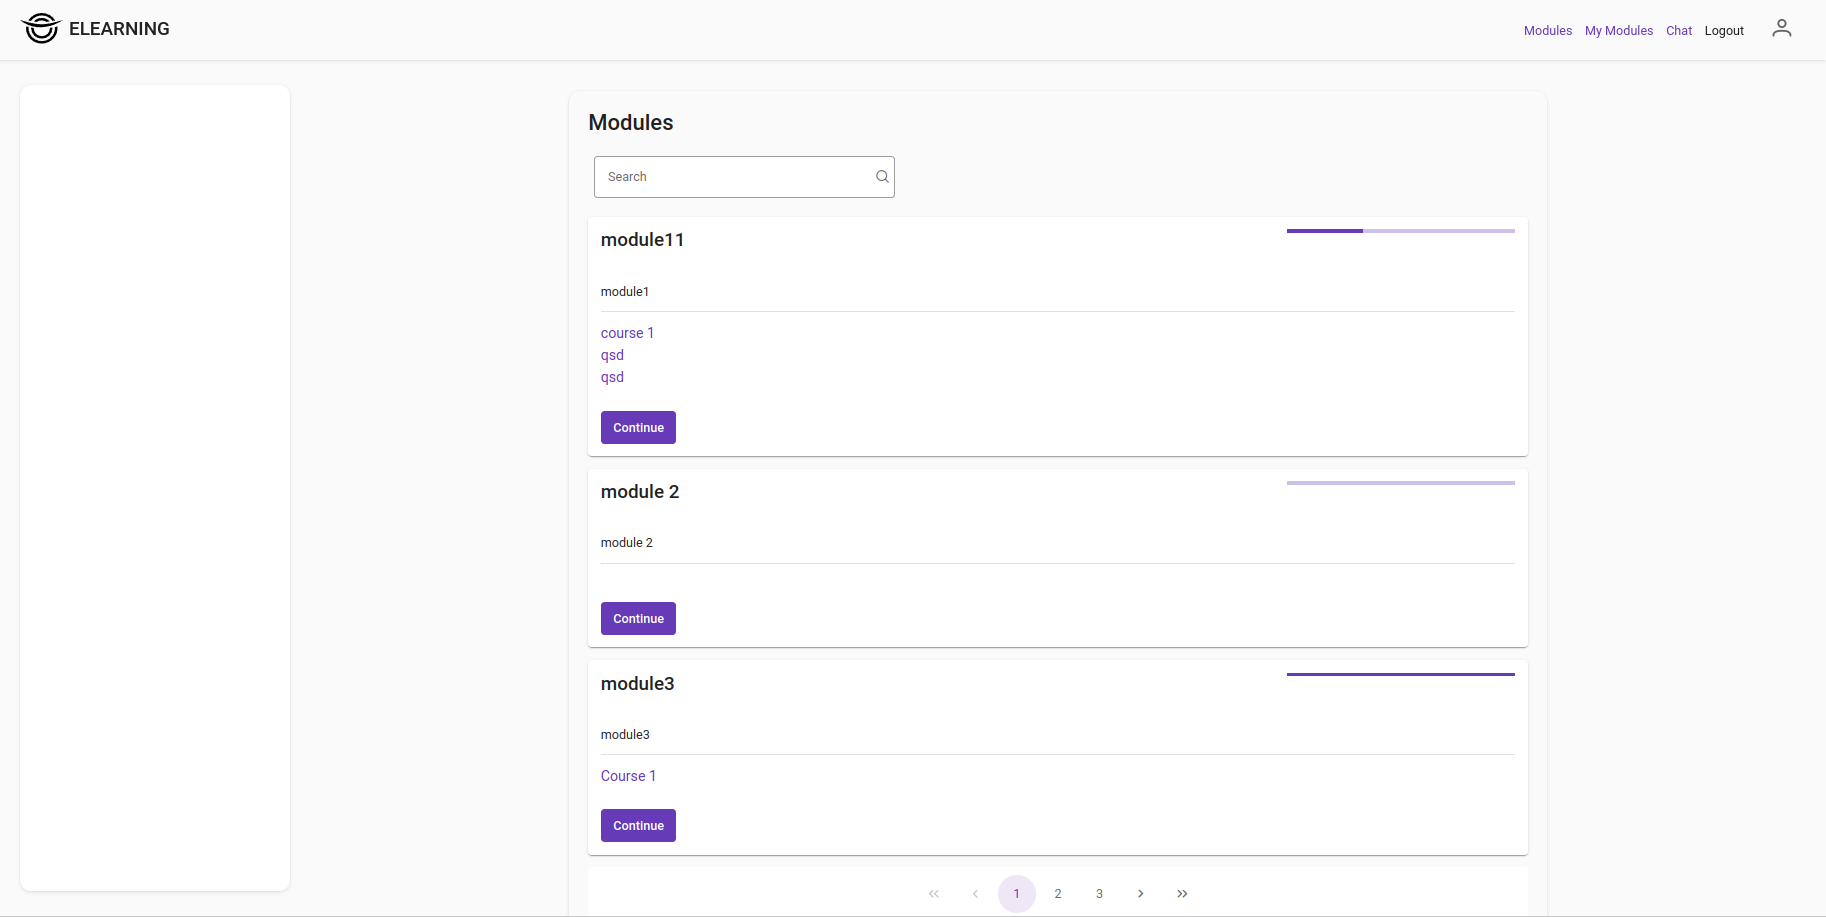 ELEARNING
Modules My Modules Chat Logout
Modules
Search
module11
module1
course 1
qsd
qsd
Continue
module 2
module 2
Continue
module3
module3
Course 1
Continue
1 2 3